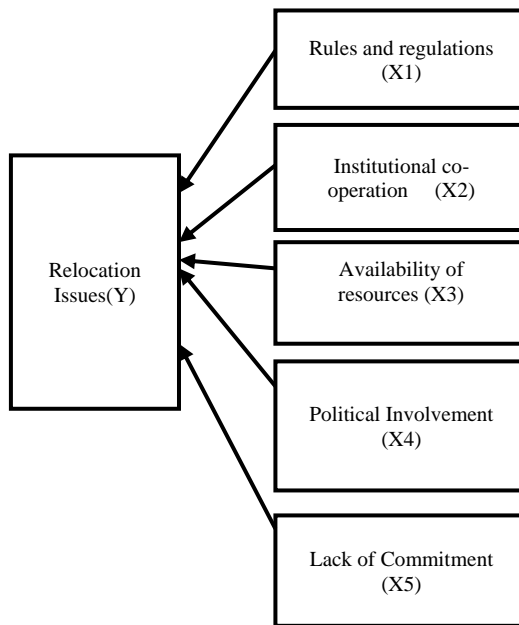 Rules and regulations
(X1)
Institutional co-
operation (X2)
Relocation
Issues(Y)
Availability of
resources (X3)
Political Involvement
(X4)
Lack of Commitment
(X5)